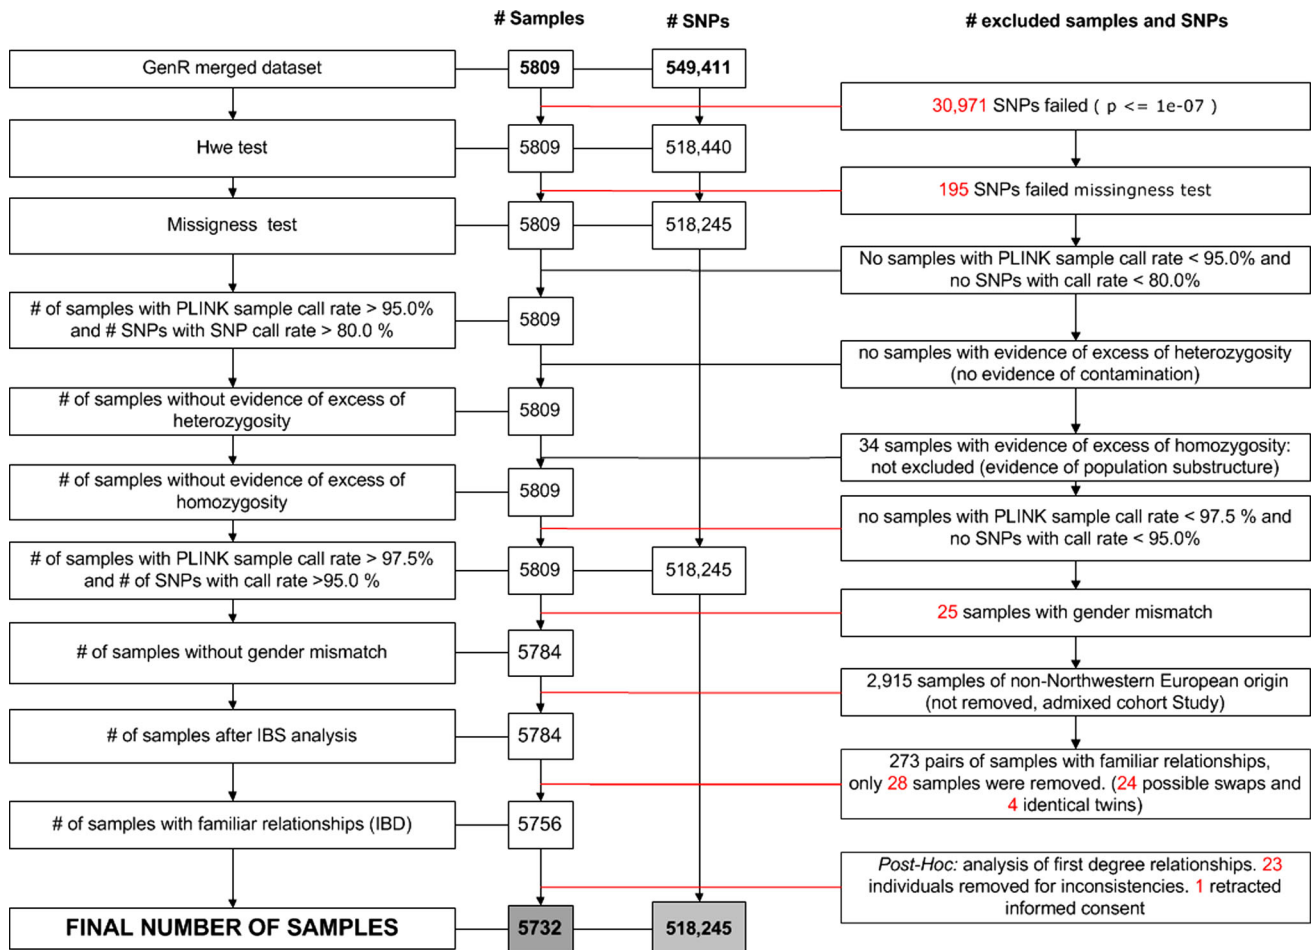 # Samples
# SNPs
# excluded samples and SNPs
GenR merged dataset
5809
549,411
30,971 SNPs failed ( p <= 1e-07 )
Hwe test
5809
518,440
195 SNPs failed missingness test
Missigness test
5809
518,245
No samples with PLINK sample call rate < 95.0% and
no SNPs with call rate < 80.0%
# of samples with PLINK sample call rate > 95.0%
and # SNPs with SNP call rate > 80.0 %
5809
no samples with evidence of excess of heterozygosity
(no evidence of contamination)
# of samples without evidence of excess of
heterozygosity
5809
34 samples with evidence of excess of homozygosity:
not excluded (evidence of population substructure)
# of samples without evidence of excess of
homozygosity
5809
no samples with PLINK sample call rate < 97.5 % and
no SNPs with call rate < 95.0%
# of samples with PLINK sample call rate > 97.5%
and # of SNPs with call rate >95.0 %
5809
518,245
25 samples with gender mismatch
# of samples without gender mismatch
5784
2,915 samples of non-Northwestern European origin
(not removed, admixed cohort Study)
# of samples after IBS analysis
5784
273 pairs of samples with familiar relationships,
only 28 samples were removed. (24 possible swaps and
4 identical twins)
# of samples with familiar relationships (IBD)
5756
Post-Hoc: analysis of first degree relationships. 23
individuals removed for inconsistencies. 1 retracted
informed consent
FINAL NUMBER OF SAMPLES
5732
518,245